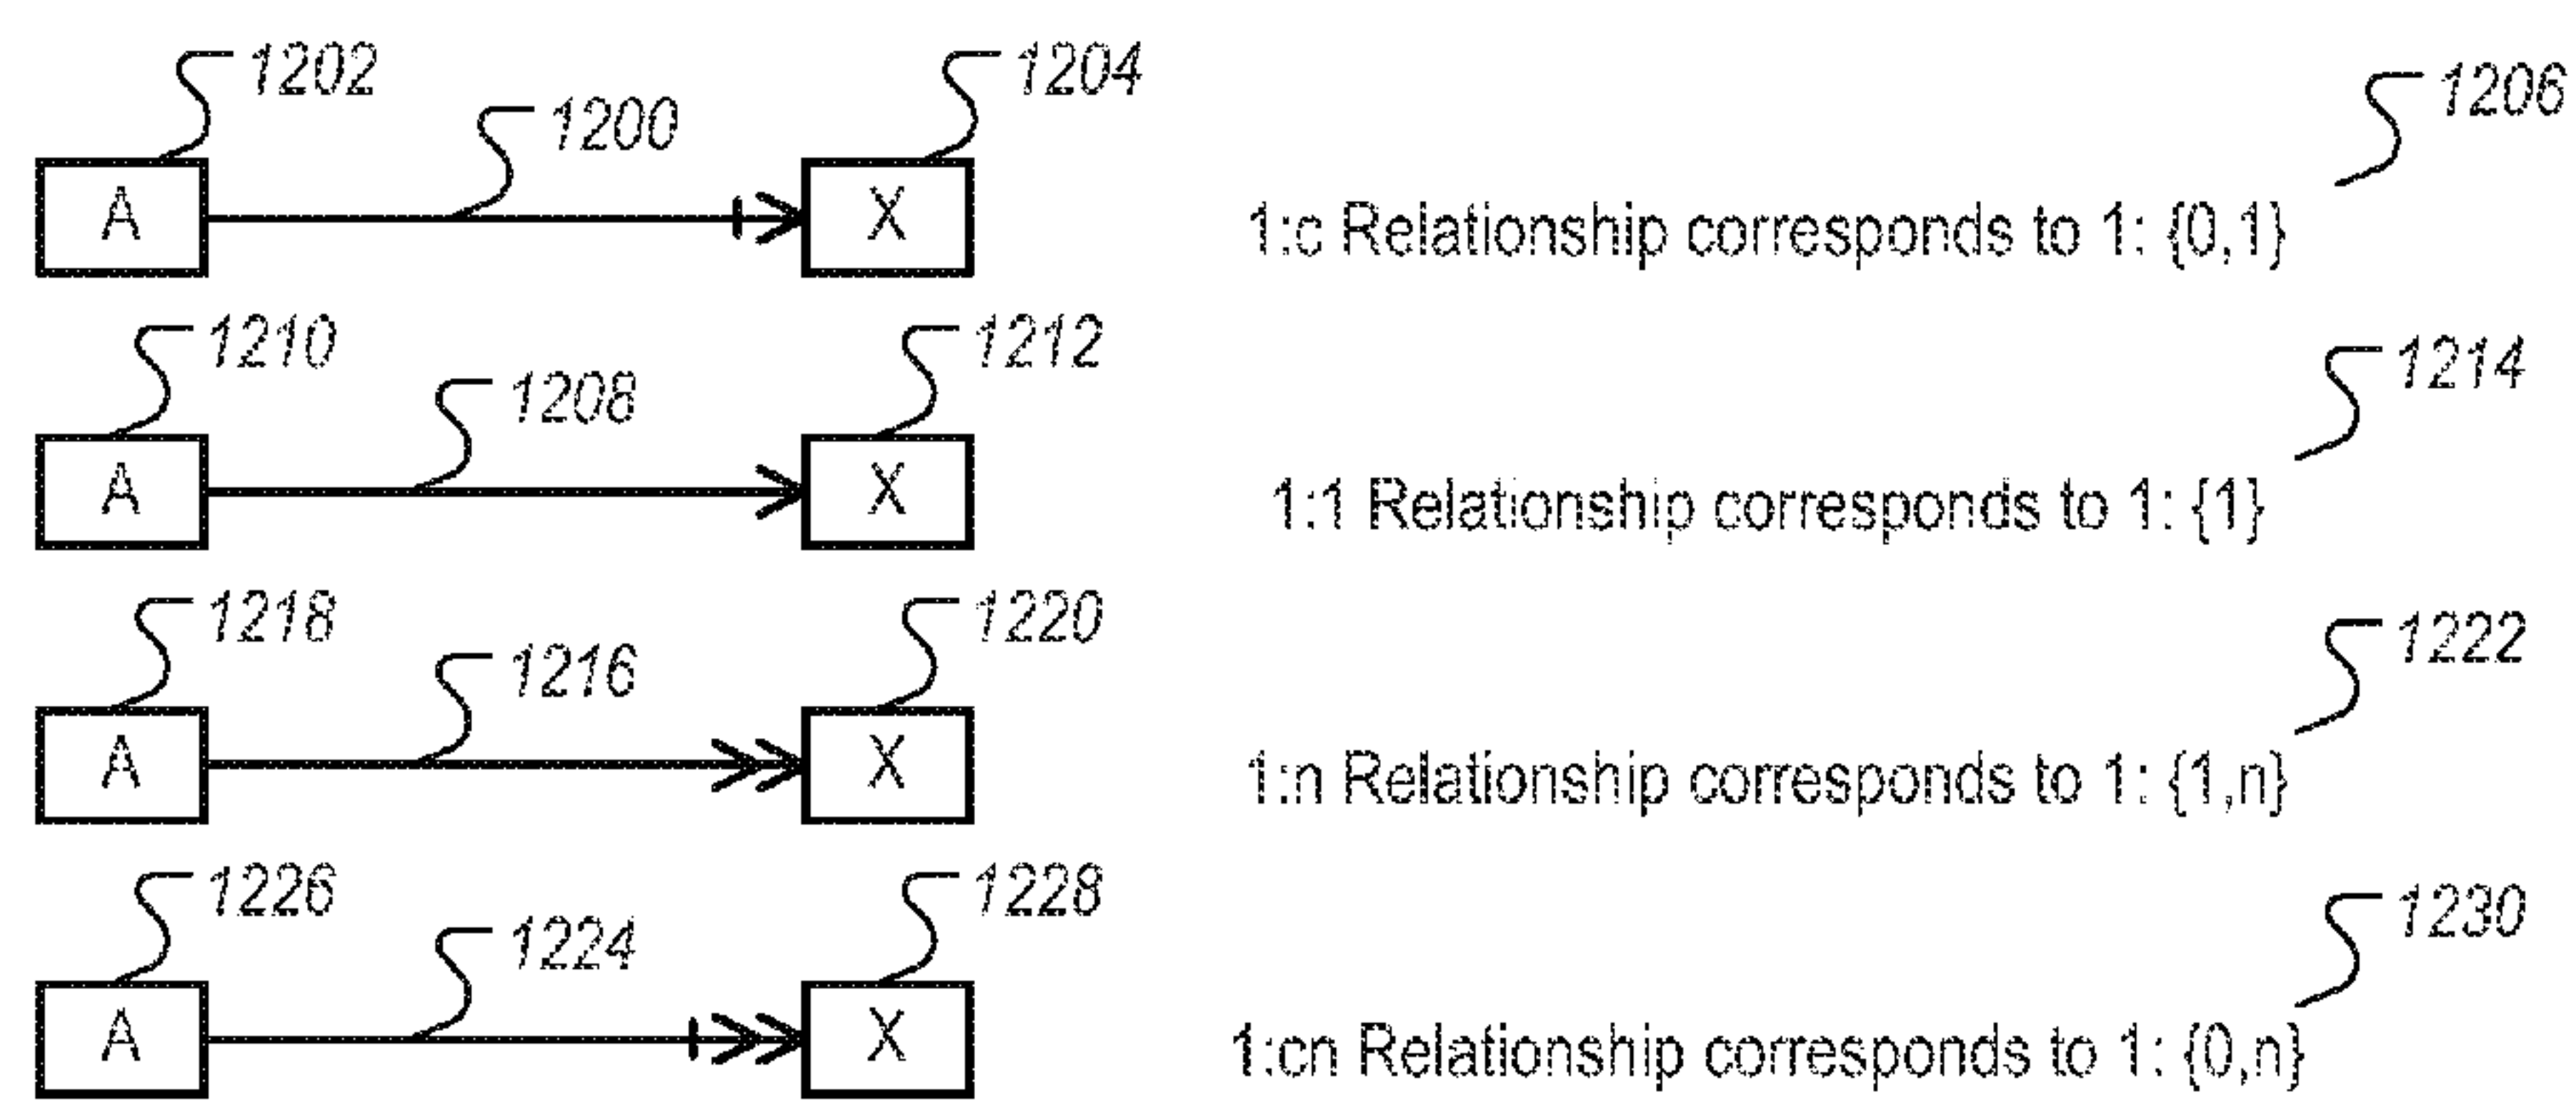 1202
1204
1200
1206
A
X
1:c Relationship corresponds to 1: {0,1}
1210
1212
1208
1214
A
X
1:1 Relationship corresponds to 1: {1}
1218
1220
1216
1222
A
X
1:n Relationship corresponds to 1: {1,n}
1226
1228
1224
1230
A
X
1:cn Relationship corresponds to 1: {0,n}